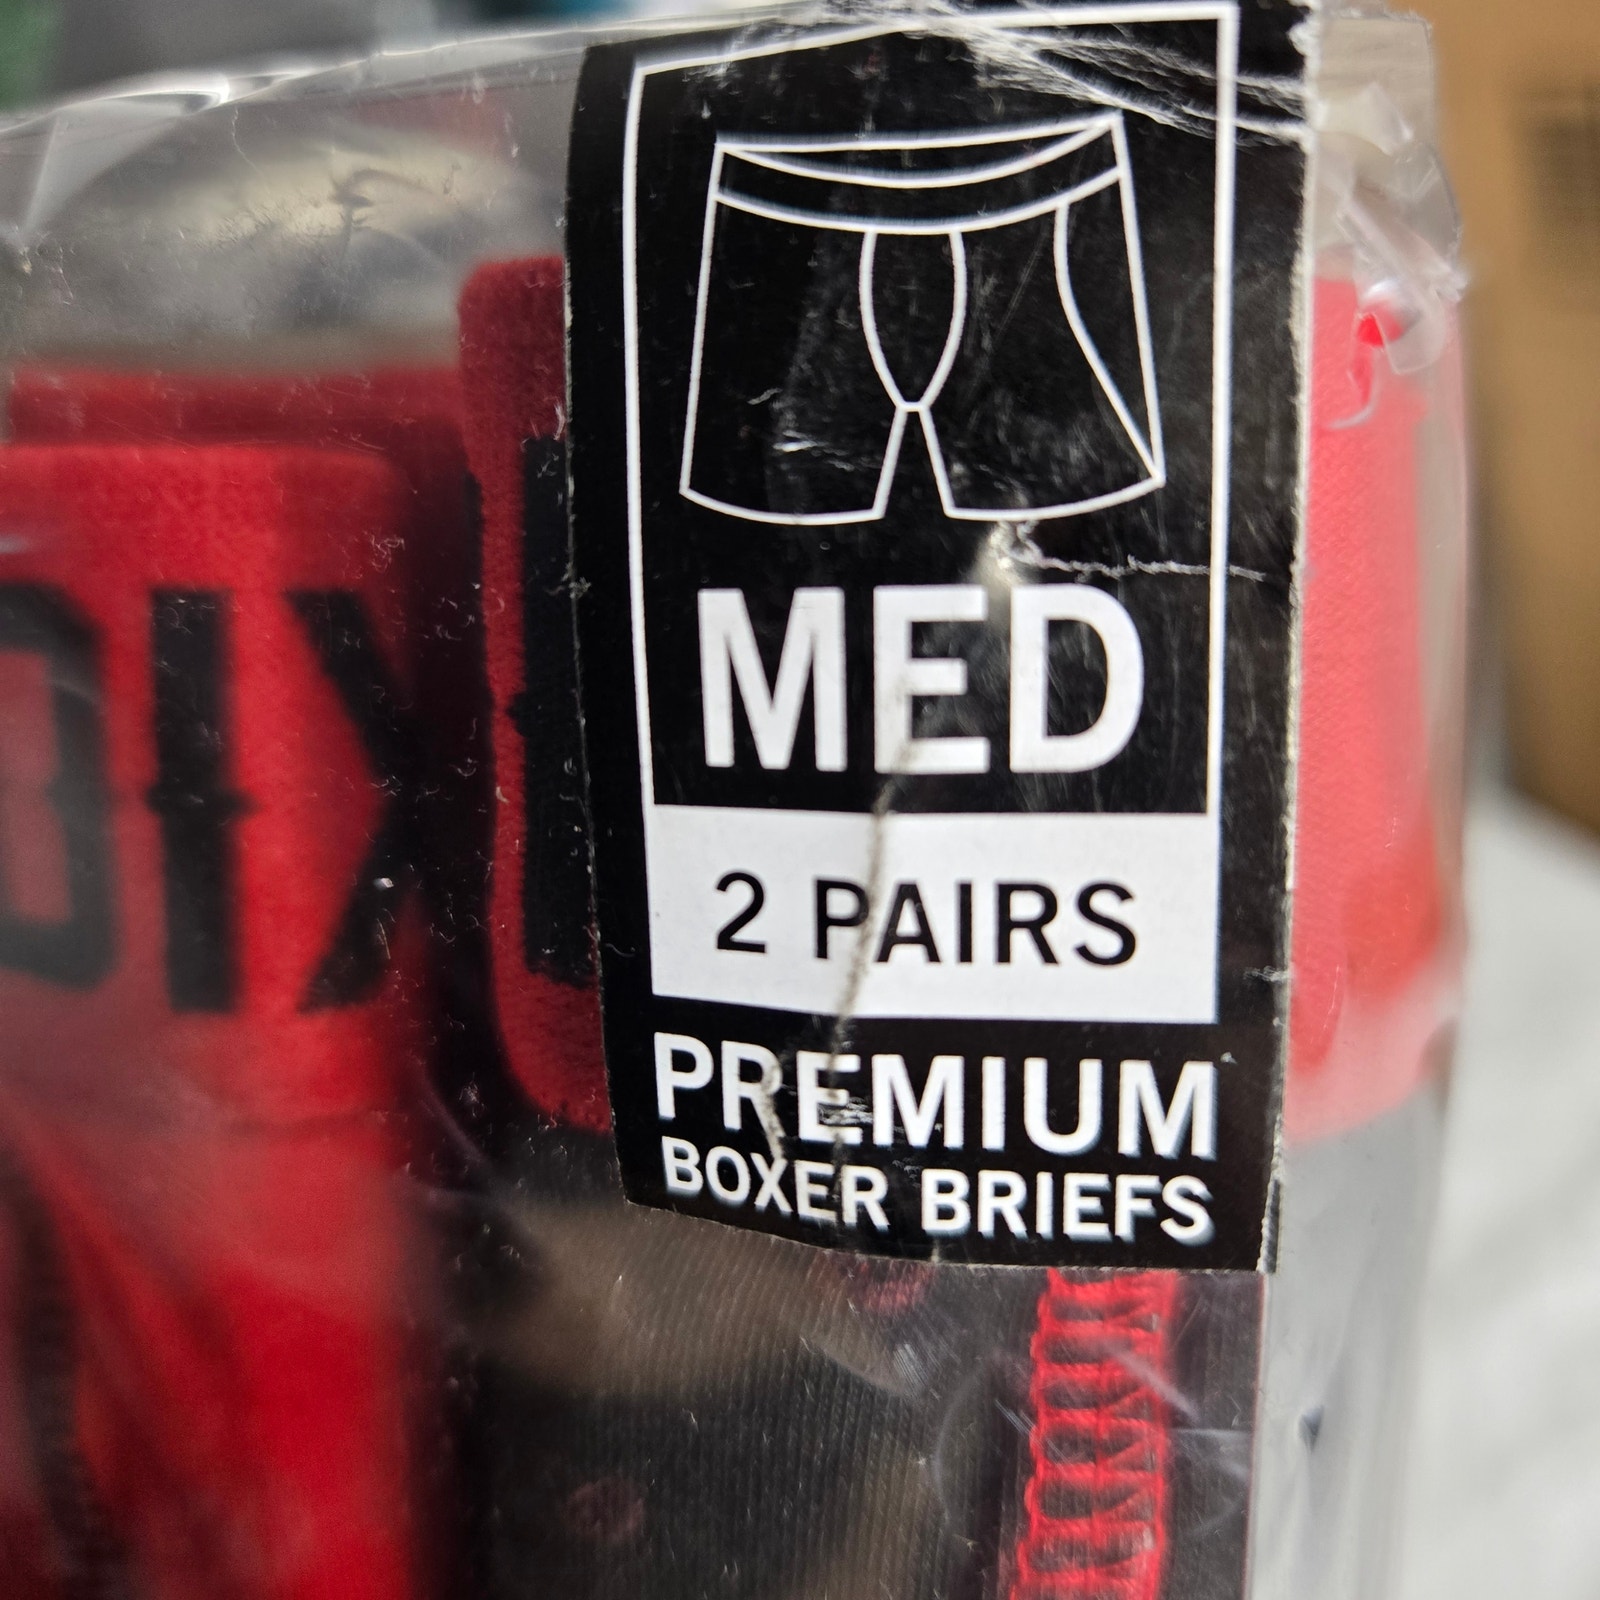 MED
2 PAIRS
PREMIUM
BOXER BRIEFS